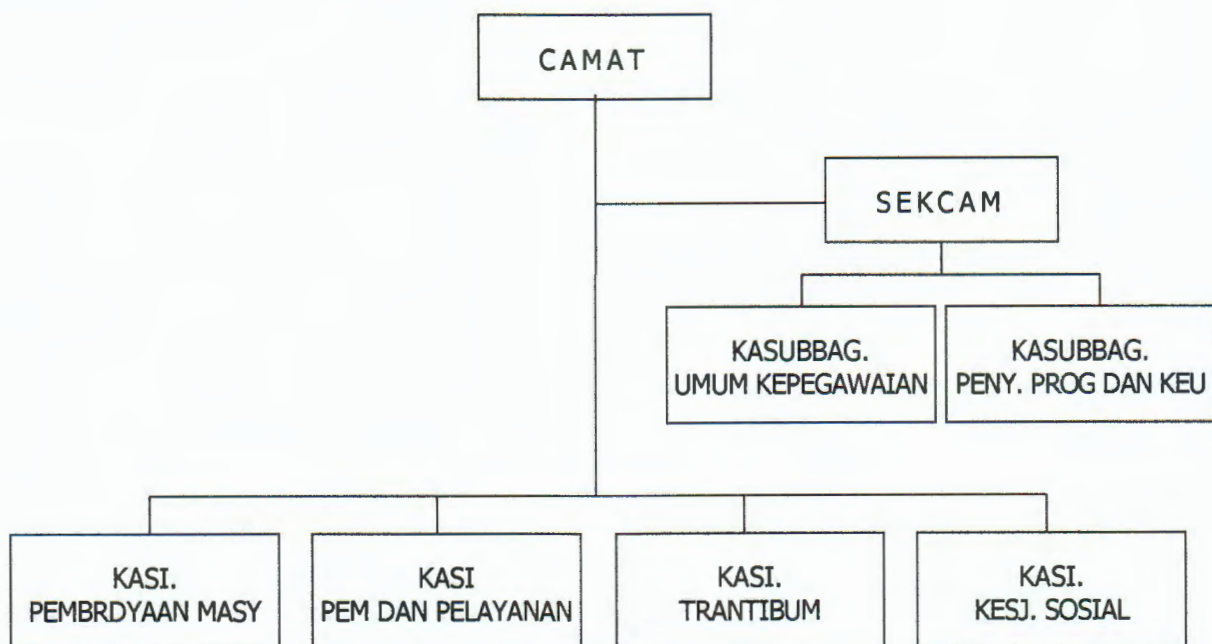 CAMAT
SEKCAM
KASUBBAG.
UMUM KEPEGAWAIAN
KASUBBAG.
PENY. PROG DAN KEU
KASI.
PEMBRDYAAN MASY
KASI
PEM DAN PELAYANAN
KASI.
TRANTIBUM
KASI.
KESJ. SOSIAL